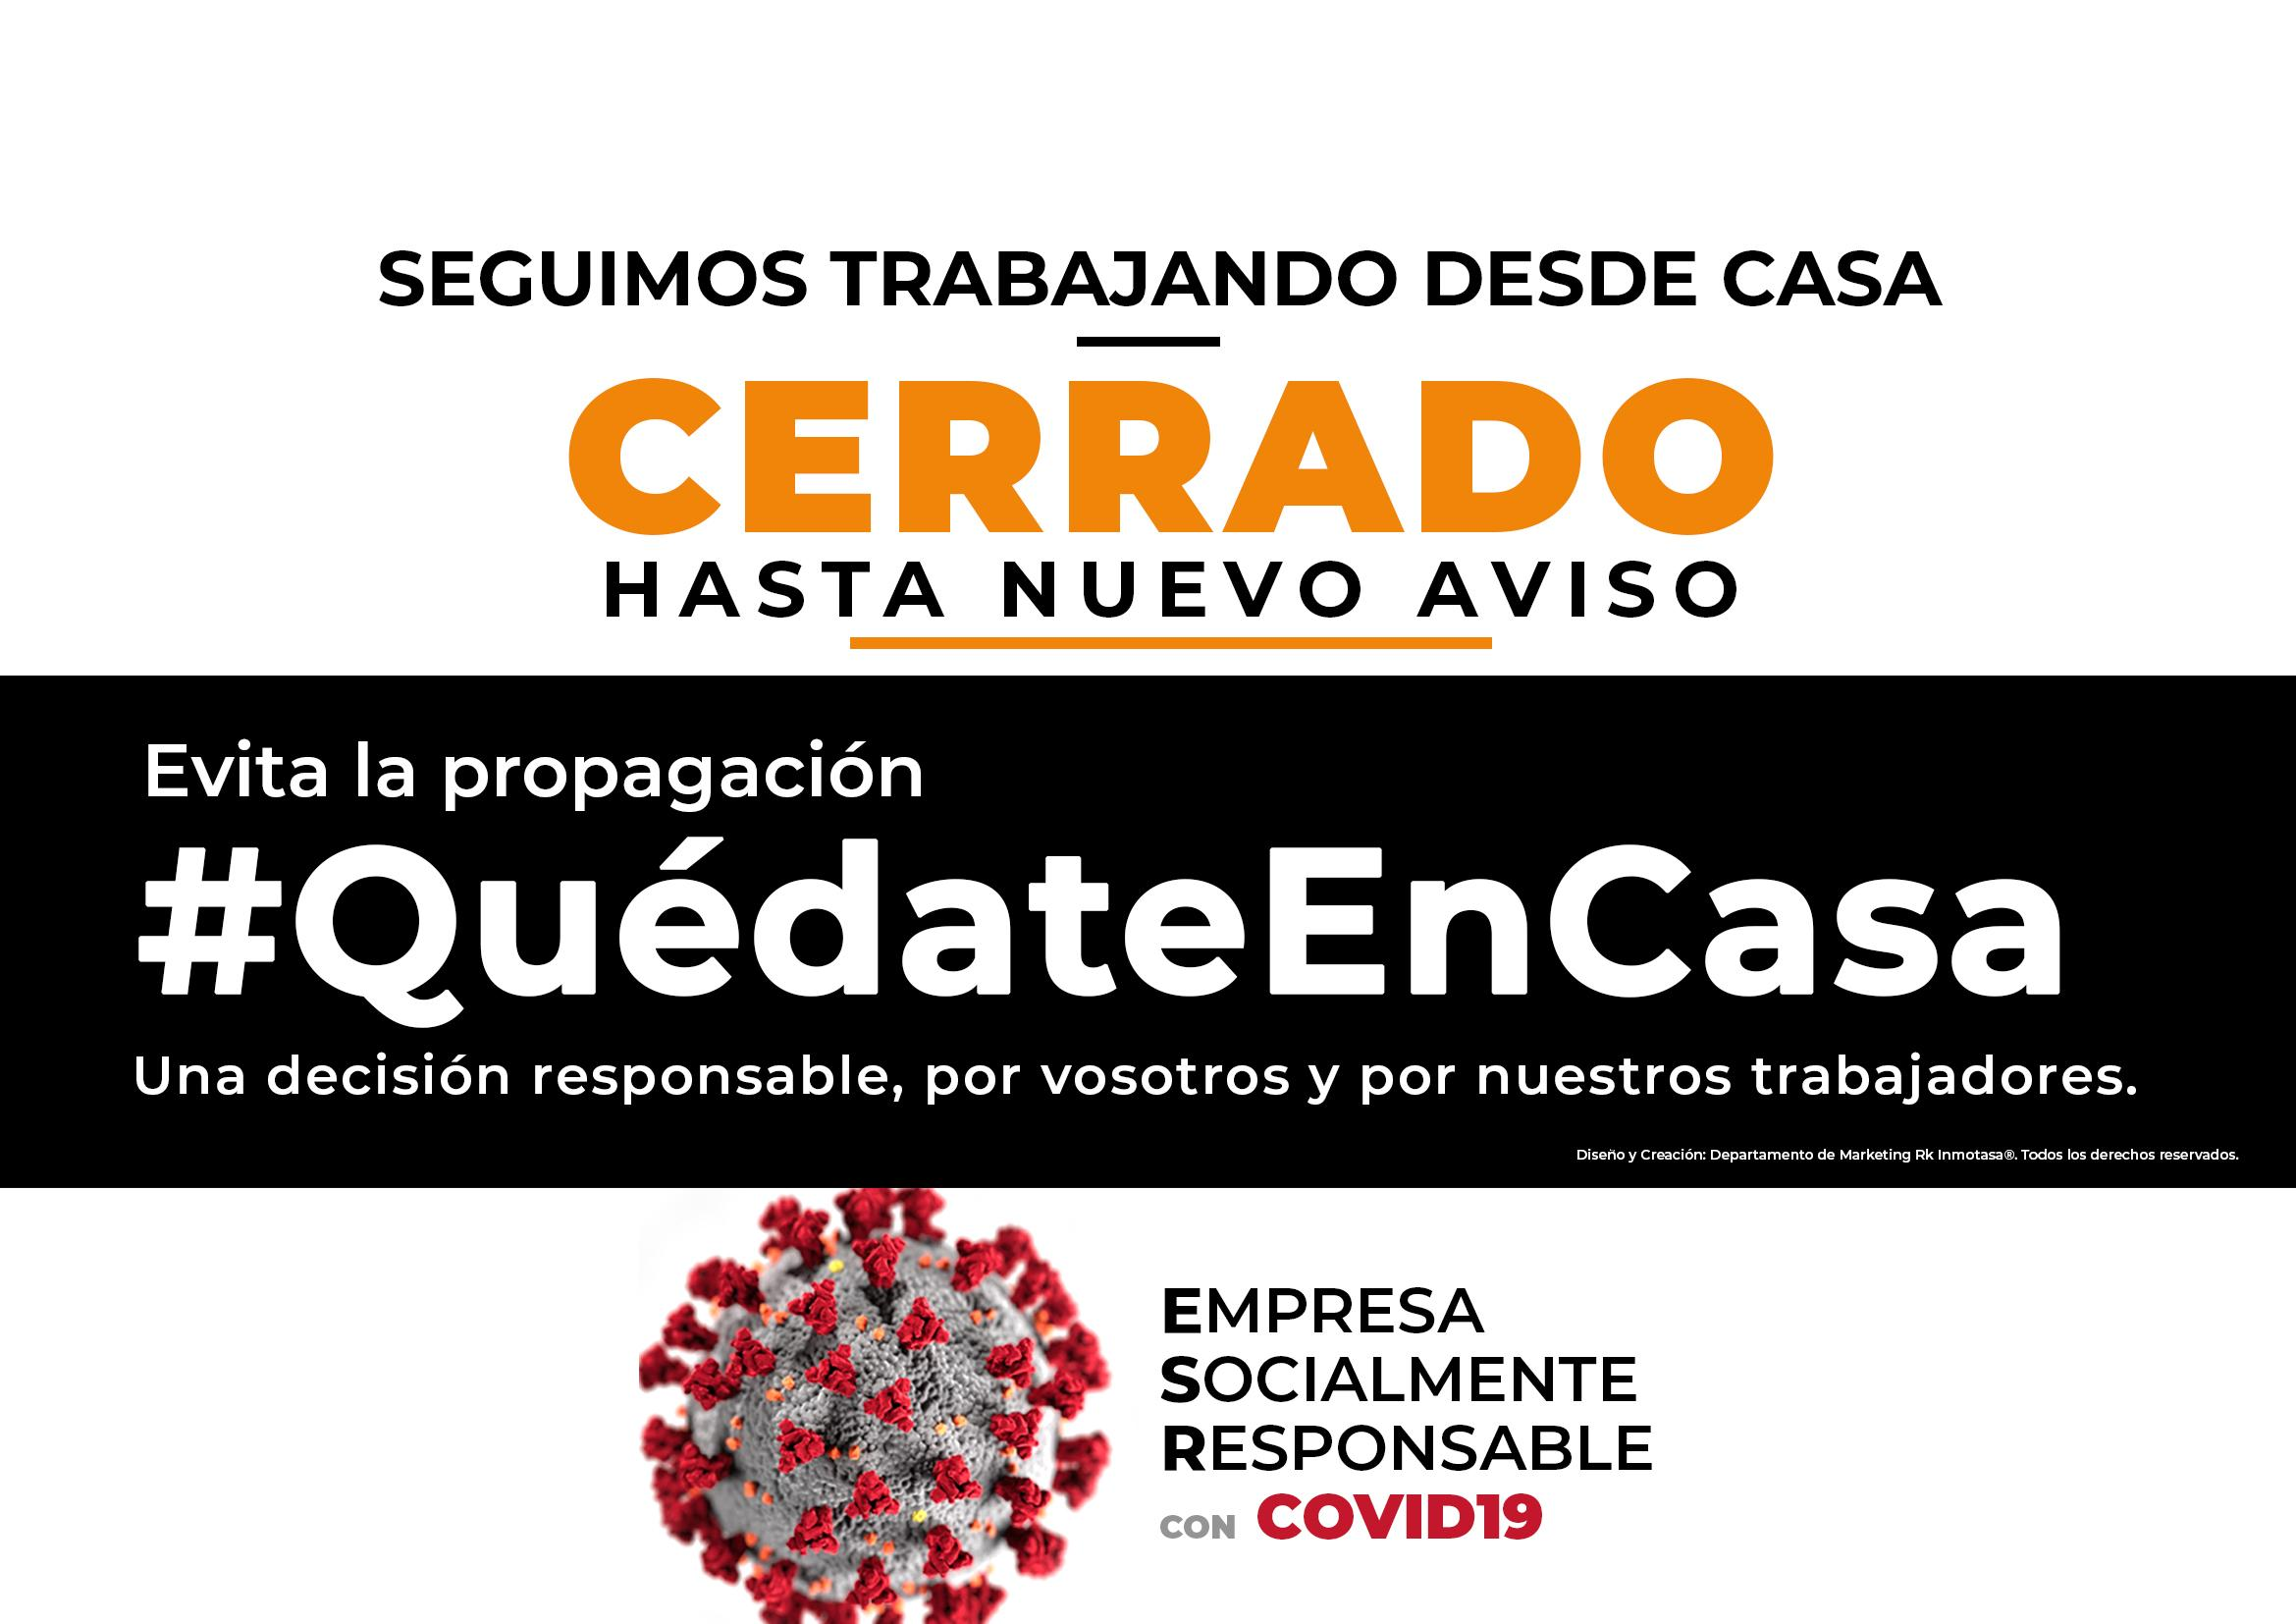 SEGUIMOS TRABAJANDO DESDE CASA
CERRADO
HASTA NUEVO AVISO
Evita la propagación
#QuédateEnCasa
Una decisión responsable, por vosotros y por nuestros trabajadores.
Diseño y Creación: Departamento de Marketing Rk Inmotasa®. Todos los derechos reservados.
EMPRESA
SOCIALMENTE
RESPONSABLE
CON COVID19